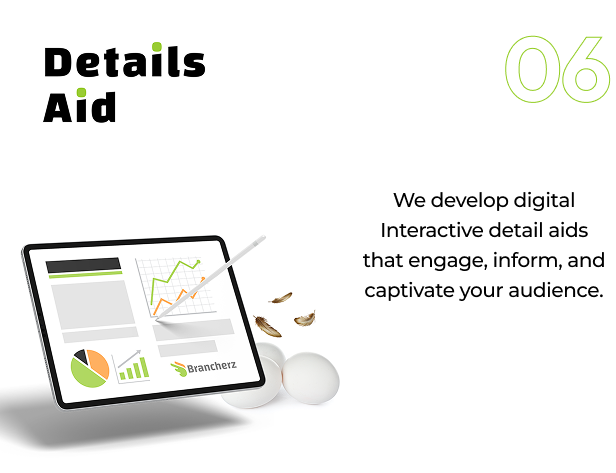 Details
Aid
06
We develop digital
Interactive detail aids
that engage, inform, and
captivate your audience.
Brancherz